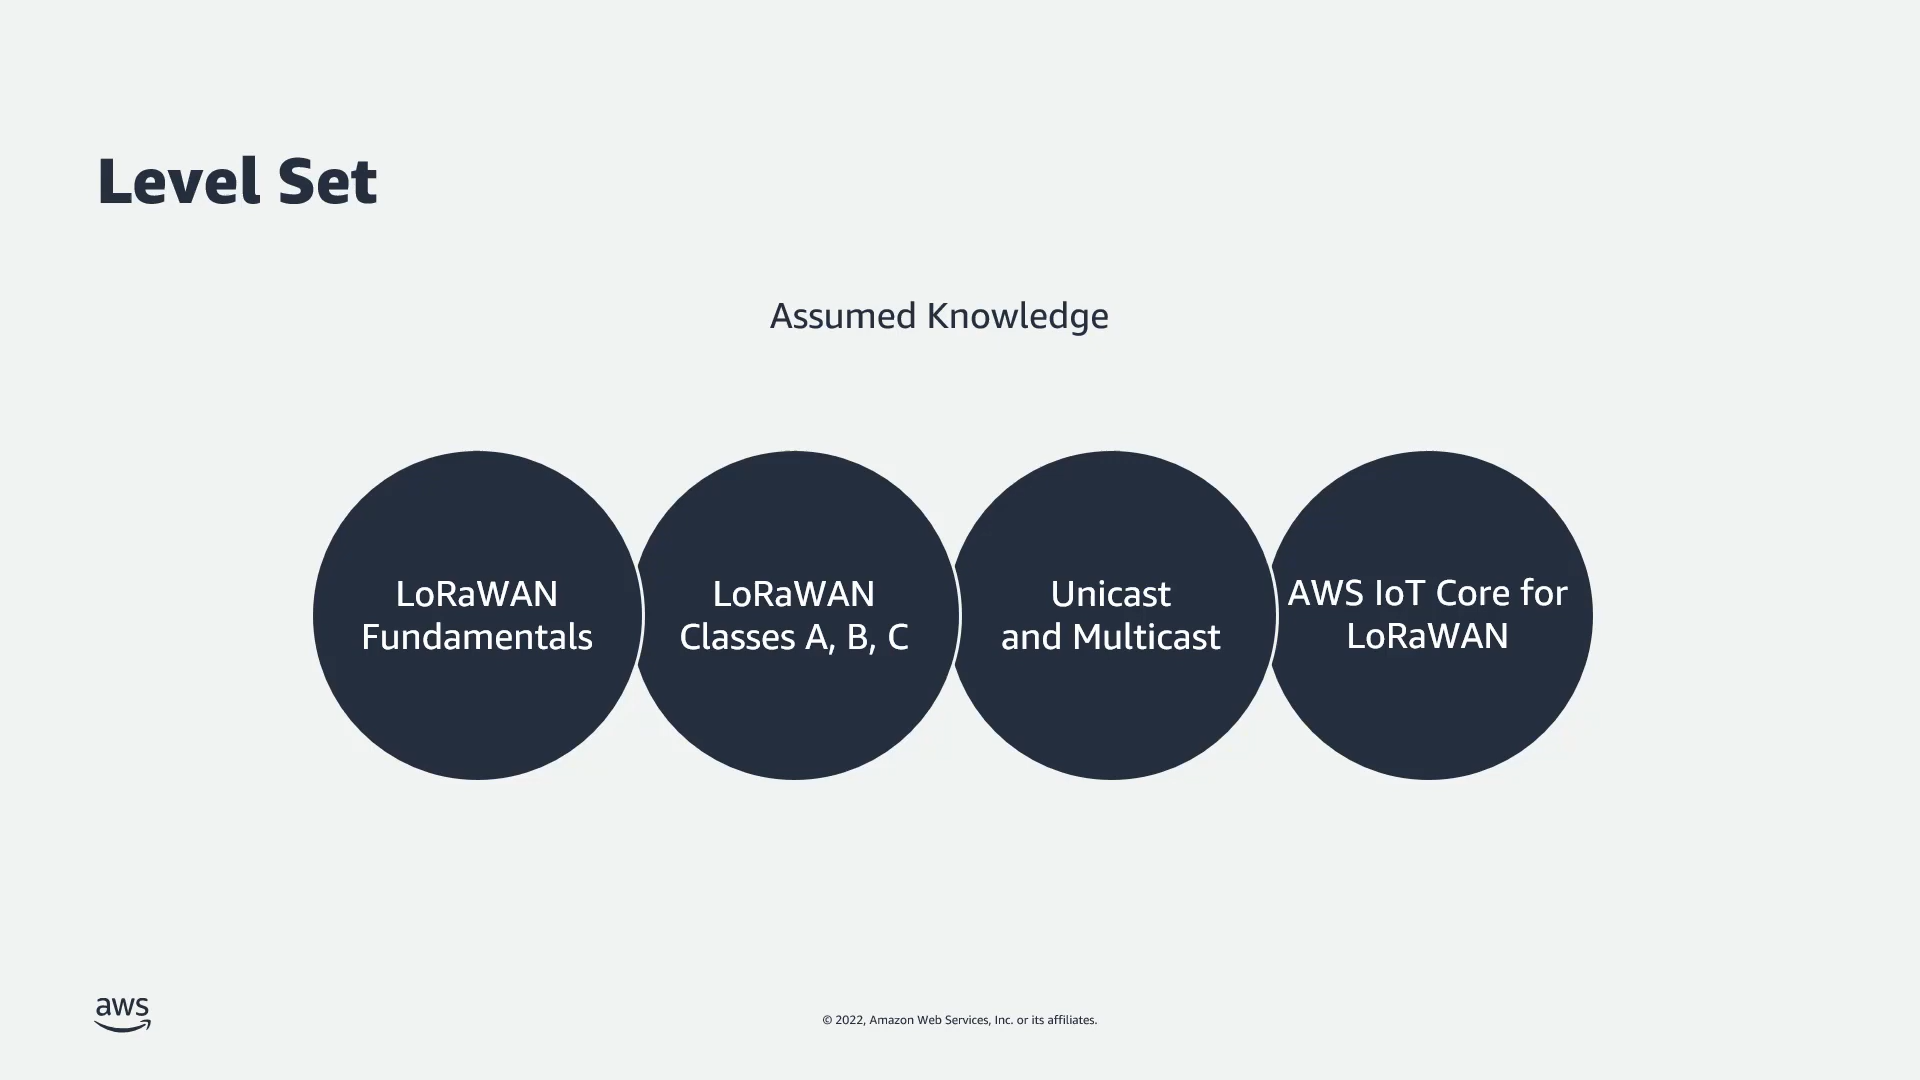 Level Set
Assumed Knowledge
LoRaWAN
Fundamentals
LoRaWAN
Classes A, B, C
Unicast
and Multicast
AWS IoT Core for
LoRaWAN
aws
© 2022, Amazon Web Services, Inc. or its affiliates.